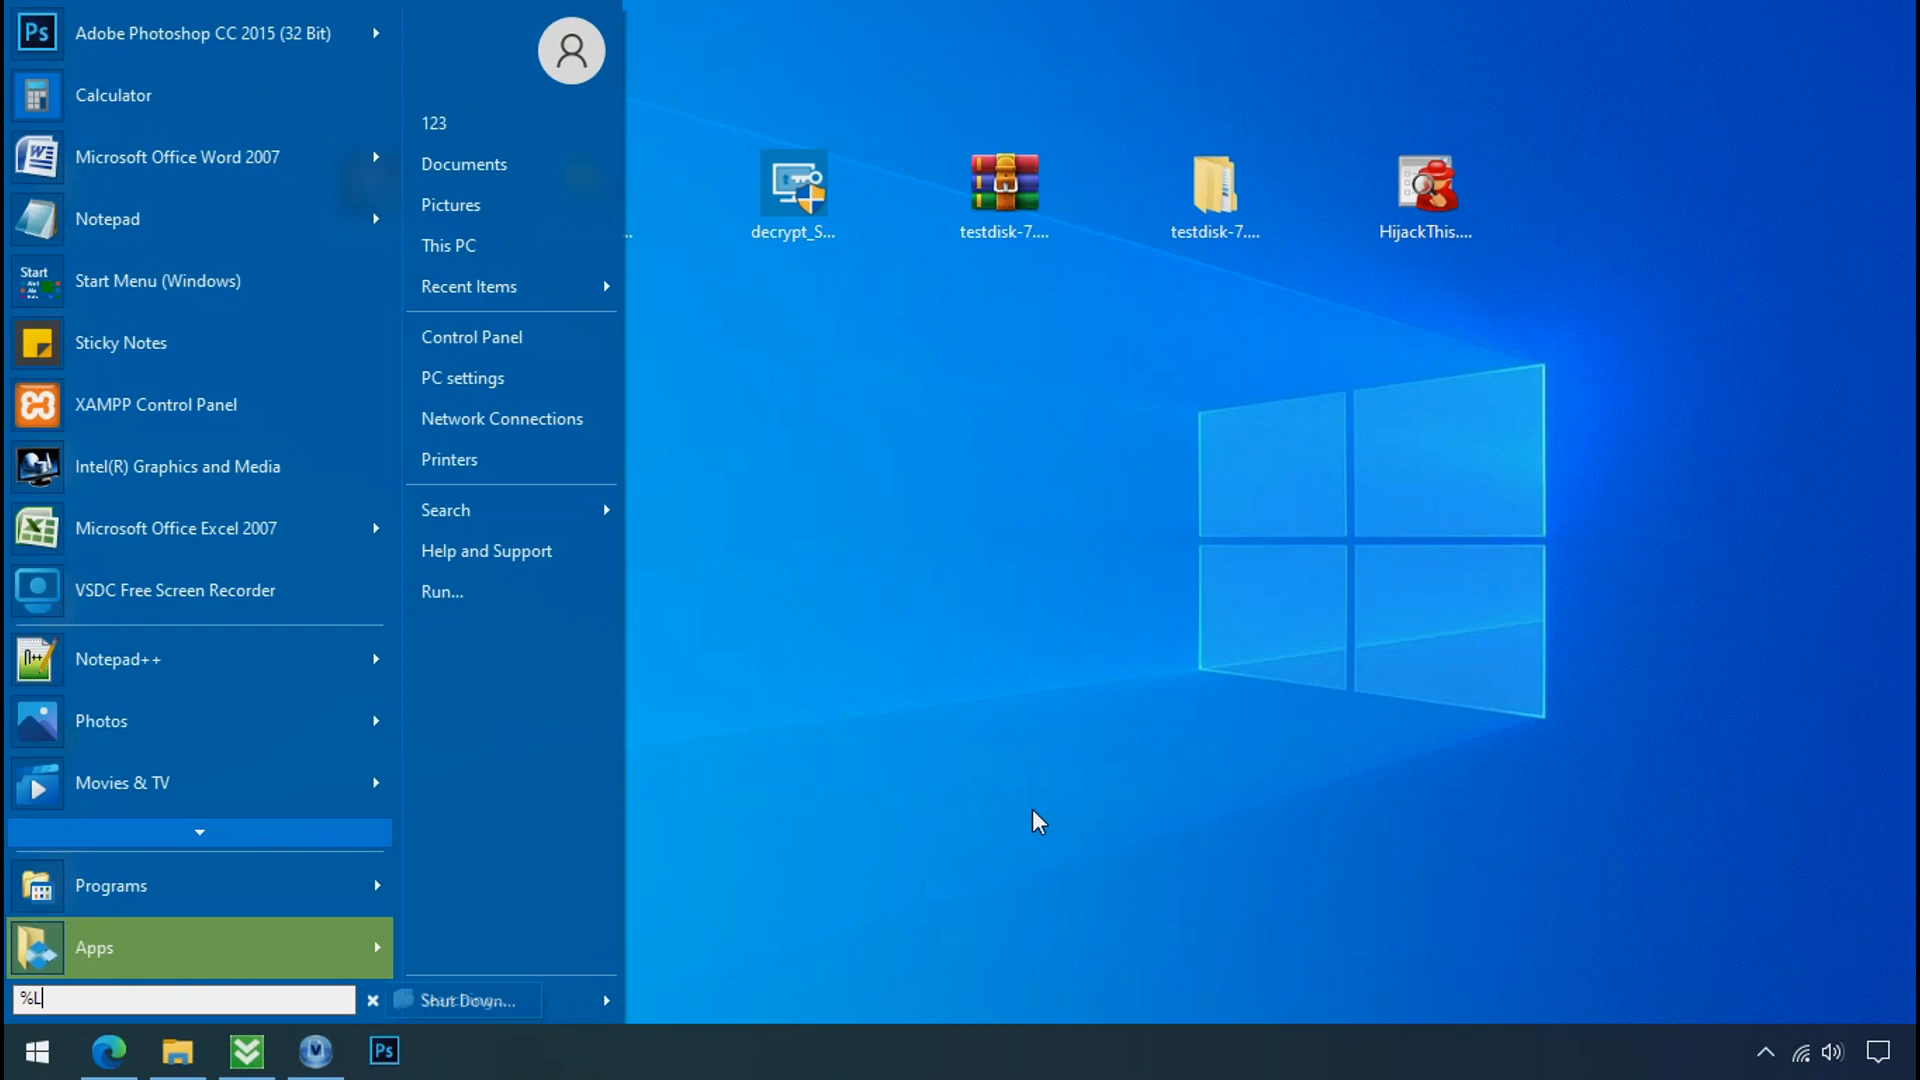 Adobe Photoshop CC 2015 (32 Bit)
Calculator
Microsoft Office Word 2007
Notepad
Start Menu (Windows)
Sticky Notes
XAMPP Control Panel
Intel(R) Graphics and Media
Microsoft Office Excel 2007
VSDC Free Screen Recorder
Notepad++
Photos
Movies & TV
Programs
Apps
%L
123
Documents
Pictures
This PC
Recent Items
Control Panel
PC settings
Network Connections
Printers
Search
Help and Support
Run...
Shut Down...
...
decrypt_S...
testdisk-7....
testdisk-7....
HijackThis....
Ps
Start
Ps